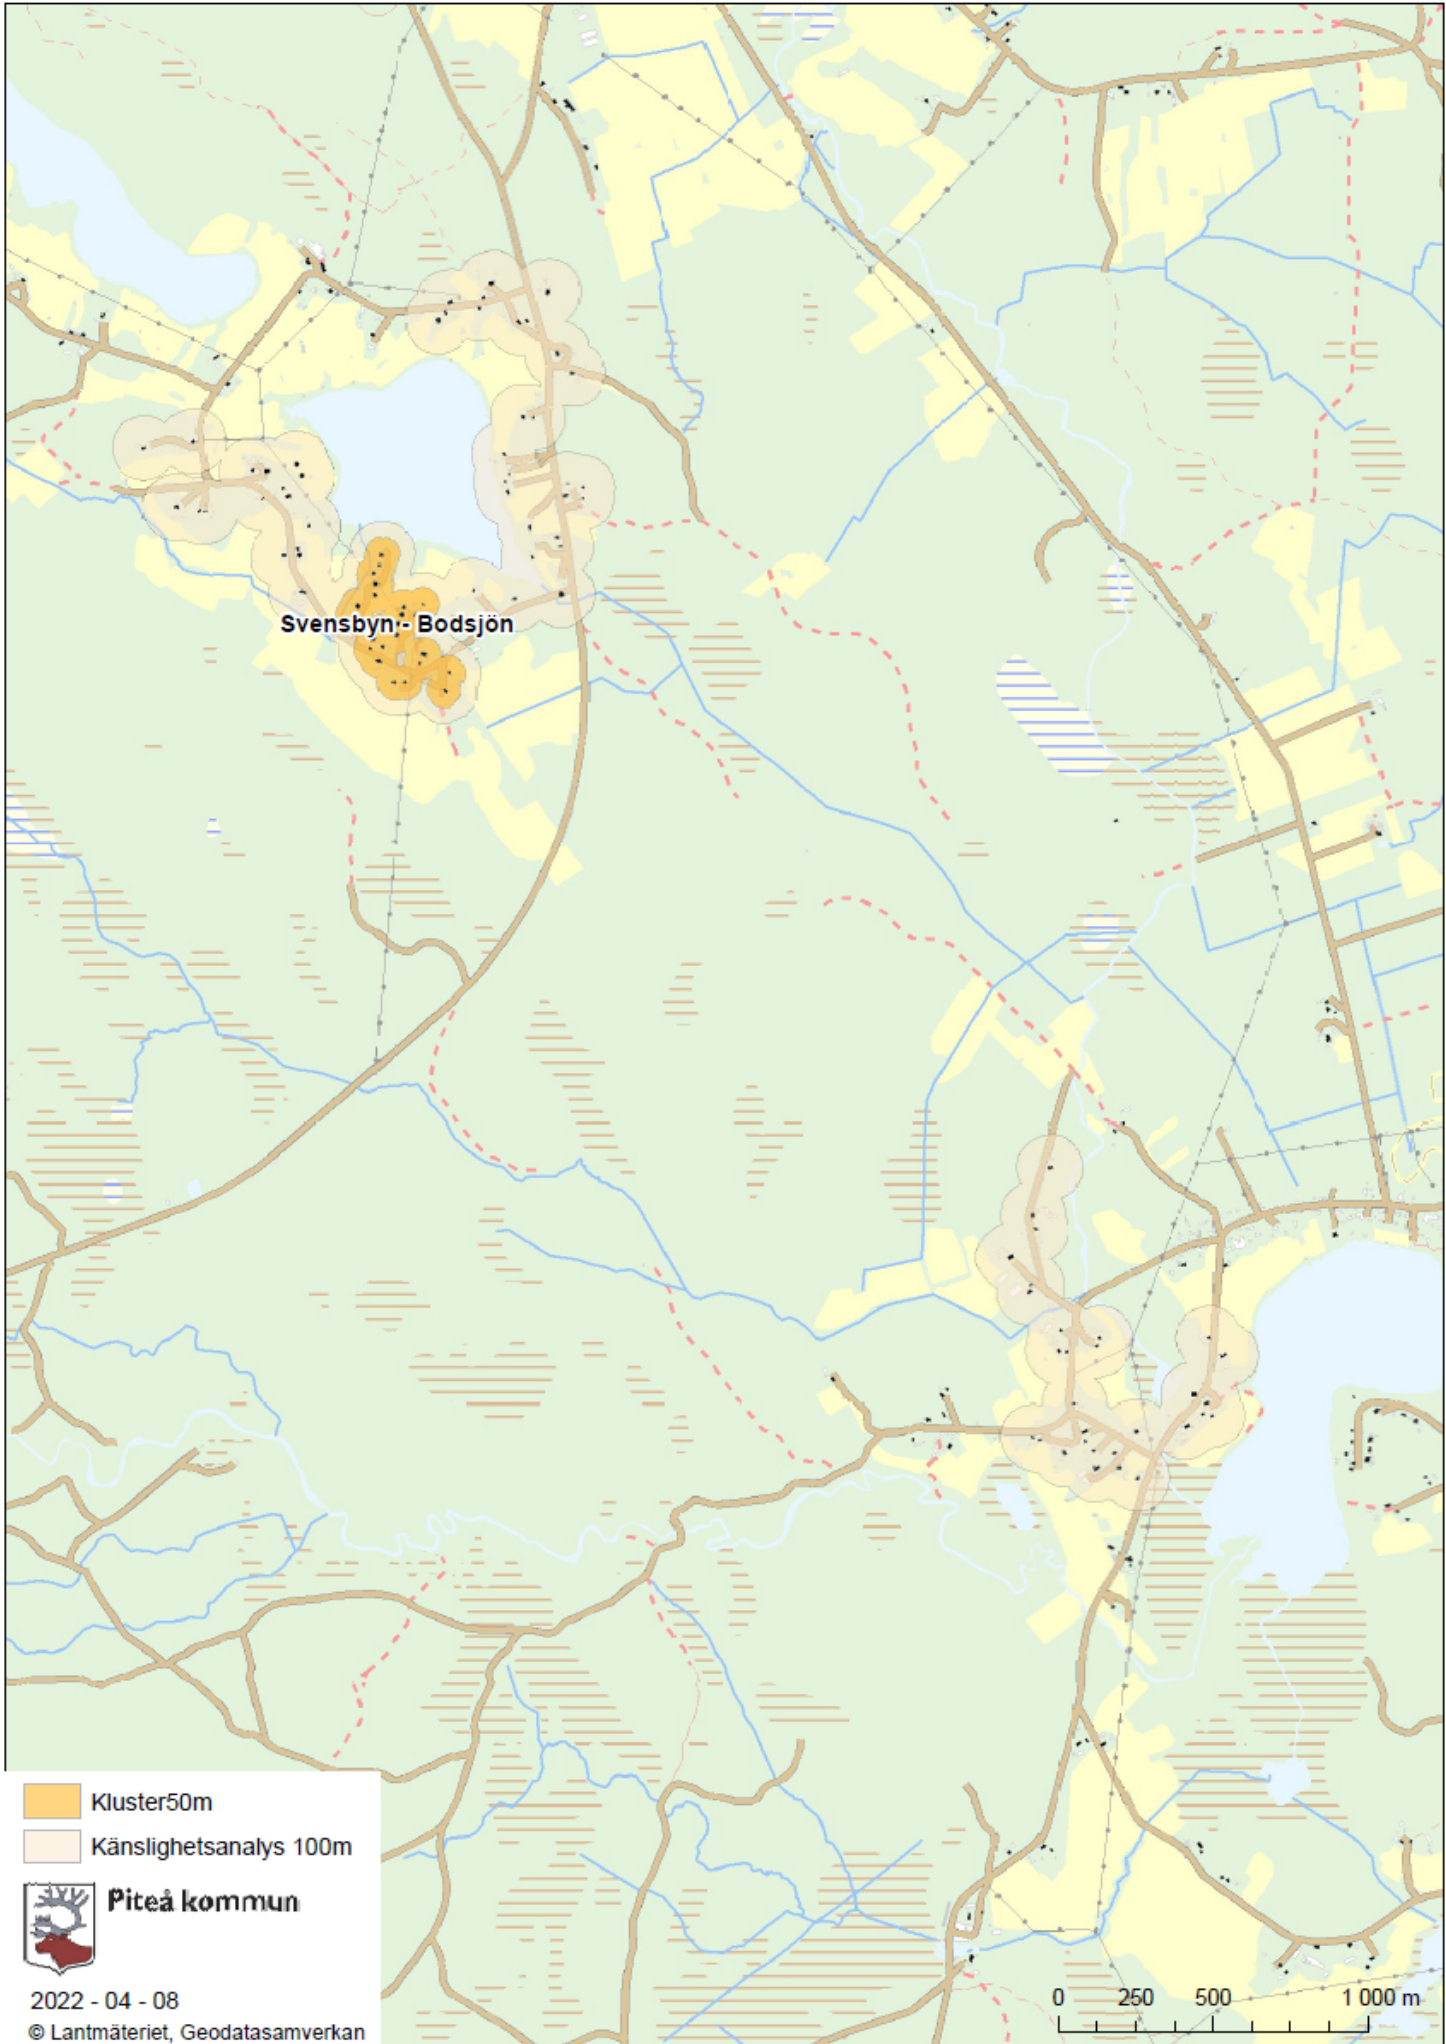 Svensbyn - Bodsjön
Kluster50m
Känslighetsanalys 100m
Piteå kommun
2022 - 04 - 08
© Lantmäteriet, Geodatasamverkan
0 250 500 1 000 m